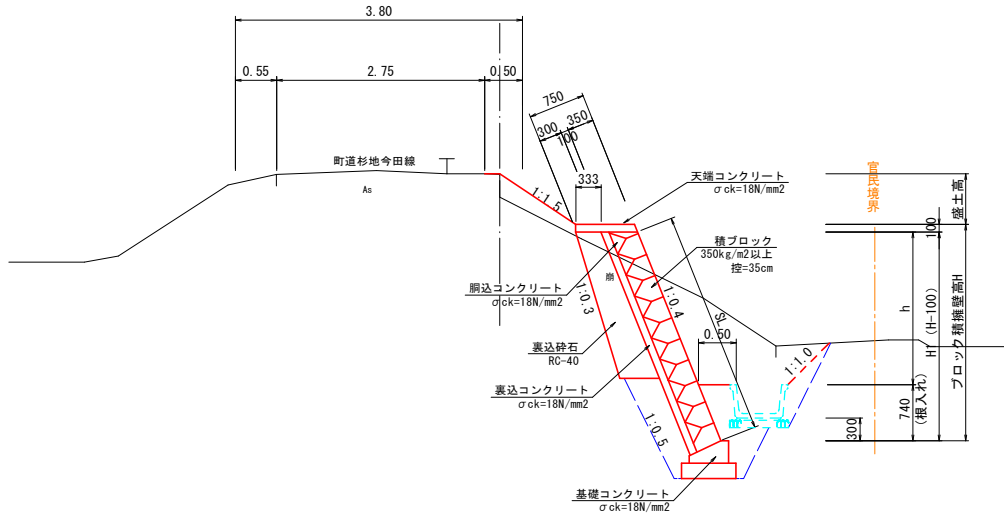 3.80
0.55
2.75
0.50
750
300
100
350
333
町道杉地今田線
As
1:1.5
天端コンクリート
σck=18N/mm2
積ブロック
350kg/m2以上
控=35cm
胴込コンクリート
σck=18N/mm2
崩
1:0.3
1:0.4
SL
0.50
裏込砕石
RC-40
裏込コンクリート
σck=18N/mm2
1:0.5
1:1.0
基礎コンクリート
σck=18N/mm2
官民境界
盛土高
100
h
H1 (H-100)
ブロック積擁壁高H
740
(根入れ)
300